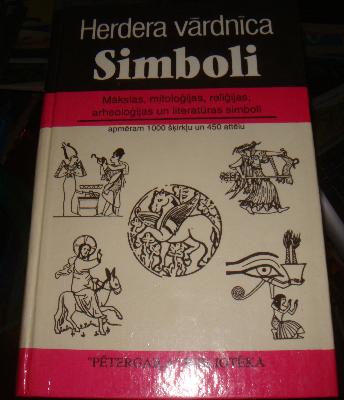 Herdera vārdnīca
Simboli
Mākslas, mitoloģijas, reliģijas,
arheoloģijas un literatūras simboli
apmēram 1000 šķirkļu un 450 attēlu